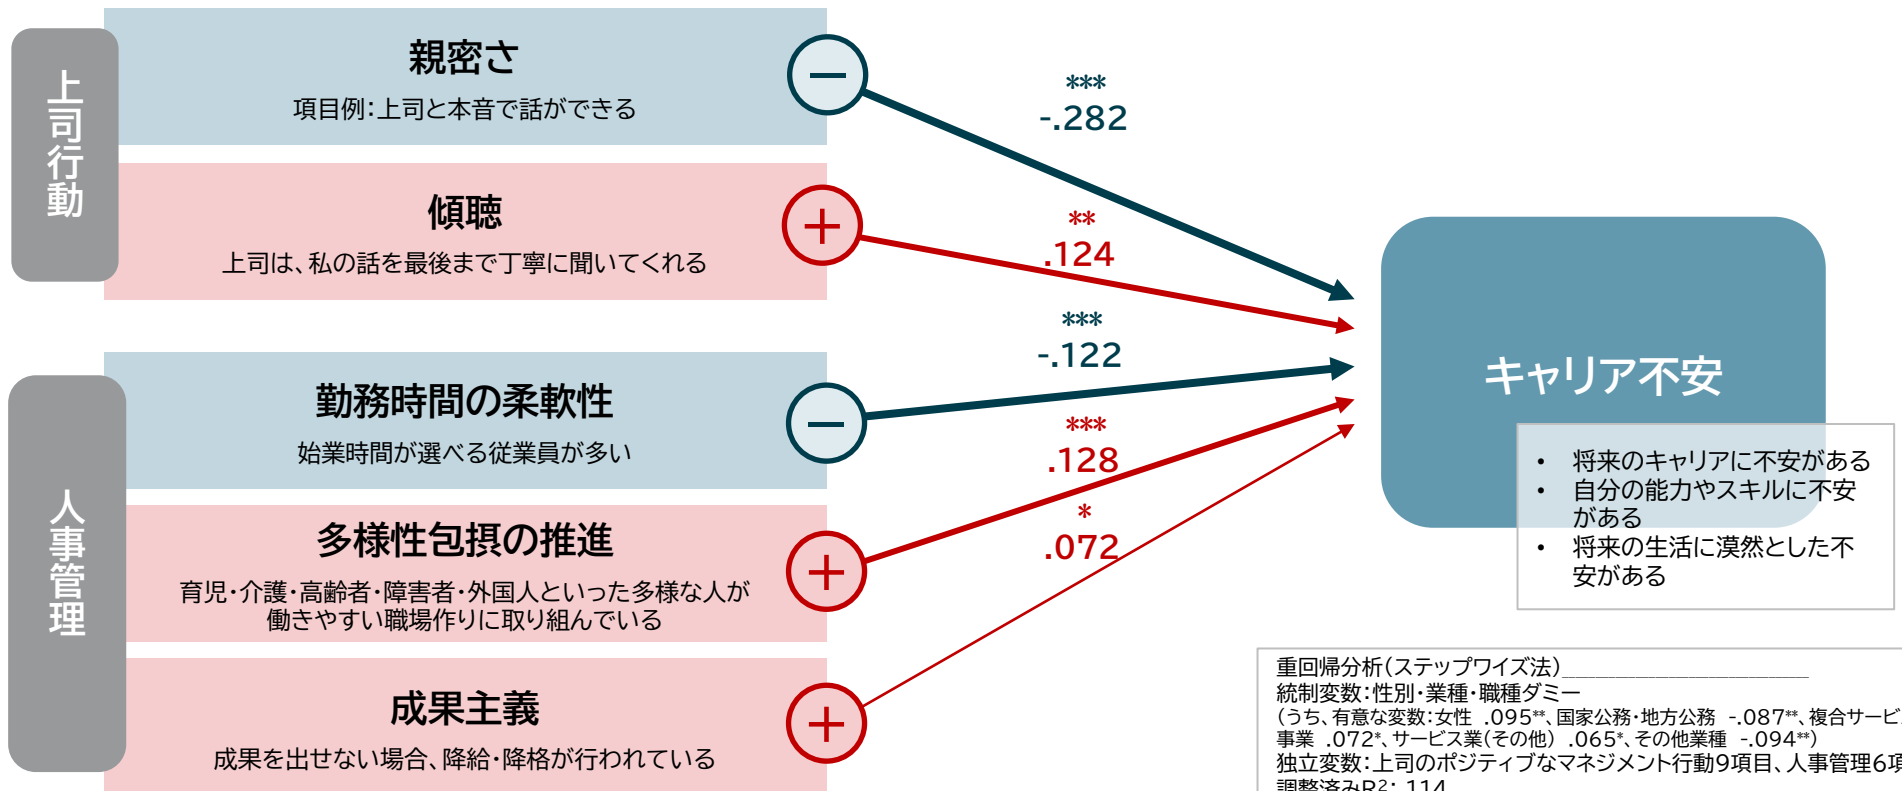 上司行動
親密さ
項目例：上司と本音で話ができる
−
***
-.282
傾聴
上司は、私の話を最後まで丁寧に聞いてくれる
+
**
.124
人事管理
勤務時間の柔軟性
始業時間が選べる従業員が多い
−
***
-.122
多様性包摂の推進
育児・介護・高齢者・障害者・外国人といった多様な人が
働きやすい職場作りに取り組んでいる
+
***
.128
成果主義
成果を出せない場合、降給・降格が行われている
+
*
.072
キャリア不安
• 将来のキャリアに不安がある
• 自分の能力やスキルに不安
がある
• 将来の生活に漠然とした不
安がある
重回帰分析（ステップワイズ法）
統制変数：性別・業種・職種ダミー
（うち、有意な変数：女性 .095**、国家公務・地方公務 -.087**、複合サービ
事業 .072*、サービス業（その他） .065*、その他業種 -.094**）
独立変数：上司のポジティブなマネジメント行動9項目、人事管理6項
調整済みR²: .114